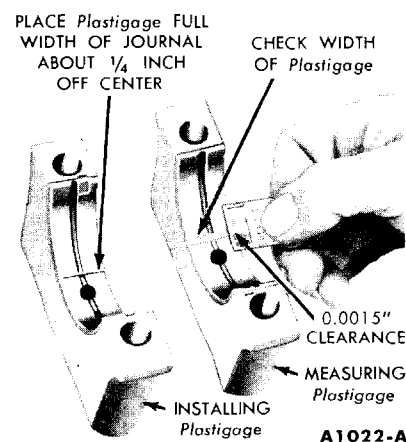 PLACE Plastigage FULL
WIDTH OF JOURNAL
ABOUT 1/4 INCH
OFF CENTER
CHECK WIDTH
OF Plastigage
0.0015"
CLEARANCE
MEASURING
Plastigage
INSTALLING
Plastigage
A1022-A